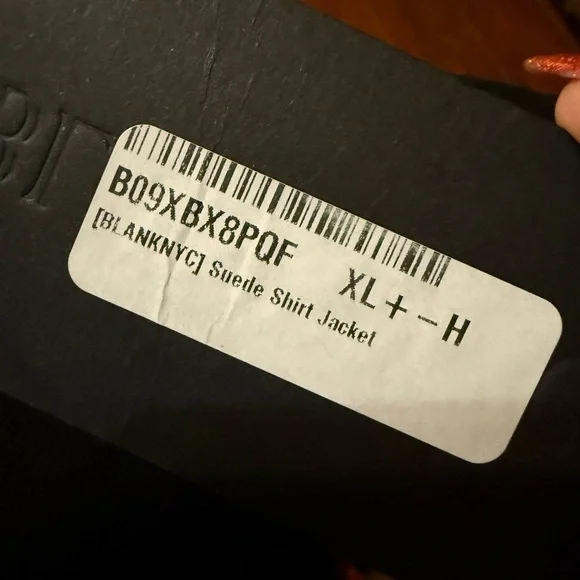 B09XBX8PQF XL+-H
[BLANKNYC] Suede Shirt Jacket